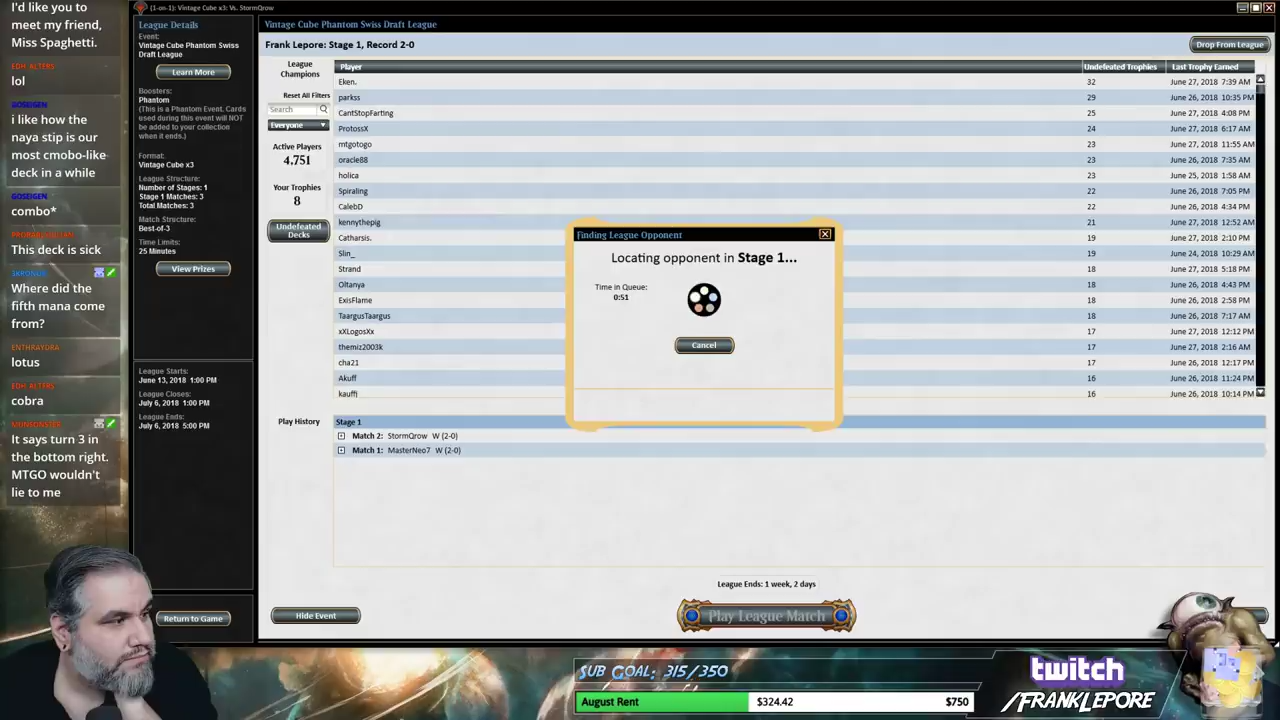 (1-on-1): Vintage Cube x3: Vs. StormQrow
I'd like you to
meet my friend,
Miss Spaghetti.
EDH_ALTERS
lol
GOSEIGEN
i like how the
naya stip is our
most cmobo-like
deck in a while
GOSEIGEN
combo*
This deck is sick
Where did the
fifth mana come
from?
ENTHRAYDRA
lotus
EDH_ALTERS
cobra
It says turn 3 in
the bottom right.
MTGO wouldn't
lie to me
League Details
Event:
Vintage Cube Phantom Swiss
Draft League
Learn More
Boosters:
Phantom
(This is a Phantom Event. Cards
used during this event will NOT
be added to your collection
when it ends.)
Format:
Vintage Cube x3
League Structure:
Number of Stages: 1
Stage 1 Matches: 3
Total Matches: 3
Match Structure:
Best-of-3
Time Limits:
25 Minutes
View Prizes
League Starts:
June 13, 2018 1:00 PM
League Closes:
July 6, 2018 1:00 PM
League Ends:
July 6, 2018 5:00 PM
Return to Game
Vintage Cube Phantom Swiss Draft League
Frank Lepore: Stage 1, Record 2-0
Drop From League
League
Champions
Reset All Filters
Search
Everyone
Active Players
4,751
Your Trophies
8
Undefeated
Decks
Player Undefeated Trophies Last Trophy Earned
Eken. 32 June 27, 2018 7:39 AM
parkss 29 June 26, 2018 10:35 PM
CantStopFarting 25 June 27, 2018 4:08 PM
ProtossX 24 June 27, 2018 6:17 AM
mtgotogo 23 June 27, 2018 11:55 AM
oracle88 23 June 26, 2018 7:35 AM
holica 23 June 25, 2018 1:58 AM
Spiraling 22 June 26, 2018 7:05 PM
CalebD 22 June 26, 2018 4:34 PM
kennythepig 21 June 27, 2018 12:52 AM
Catharsis. 19 June 27, 2018 2:10 PM
Slin_ 19 June 24, 2018 10:29 AM
Strand 18 June 27, 2018 5:18 PM
Oltanya 18 June 26, 2018 4:43 PM
ExisFlame 18 June 26, 2018 2:58 PM
TaargusTaargus 18 June 26, 2018 7:17 AM
xXLogosXx 17 June 27, 2018 12:12 PM
themiz2003k 17 June 27, 2018 2:16 AM
cha21 17 June 26, 2018 12:17 PM
Akuff 16 June 26, 2018 11:24 PM
kauffj 16 June 26, 2018 10:14 PM
Finding League Opponent
Locating opponent in Stage 1...
Time in Queue:
0:51
Cancel
Play History
Stage 1
Match 2: StormQrow W (2-0)
Match 1: MasterNeo7 W (2-0)
League Ends: 1 week, 2 days
Hide Event
Play League Match
SUB GOAL: 315/350
August Rent $324.42 $750
twitch
/FRANKLEPORE